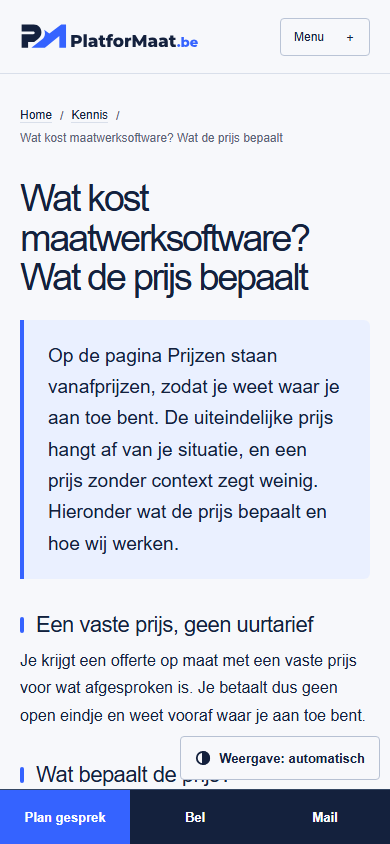 PM PlatforMaat.be
Menu +
Home / Kennis /
Wat kost maatwerksoftware? Wat de prijs bepaalt
Wat kost
maatwerksoftware?
Wat de prijs bepaalt
Op de pagina Prijzen staan
vanafprijzen, zodat je weet waar je
aan toe bent. De uiteindelijke prijs
hangt af van je situatie, en een
prijs zonder context zegt weinig.
Hieronder wat de prijs bepaalt en
hoe wij werken.
Een vaste prijs, geen uurtarief
Je krijgt een offerte op maat met een vaste prijs
voor wat afgesproken is. Je betaalt dus geen
open eindje en weet vooraf waar je aan toe bent.
Wat bepaalt de prijs?
Weergave: automatisch
Plan gesprek Bel Mail